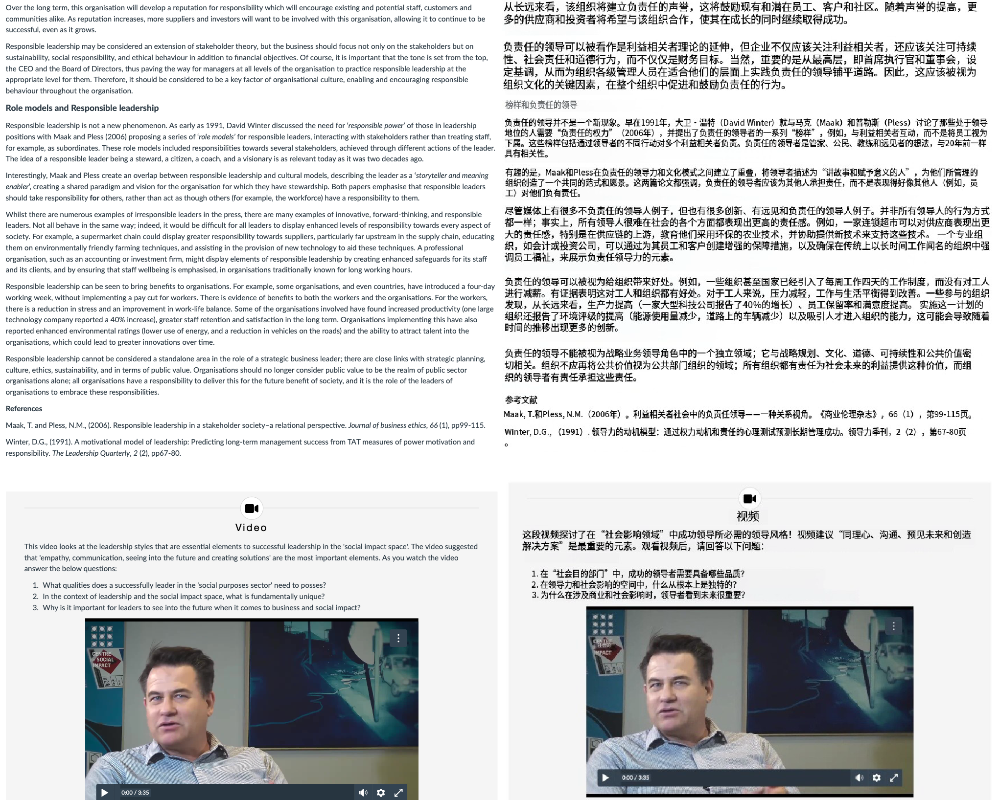 Over the long term, this organisation will develop a reputation for responsibility which will encourage existing and potential staff, customers and
communities alike. As reputation increases, more suppliers and investors will want to be involved with this organisation, allowing it to continue to be
successful, even as it grows.
Responsible leadership may be considered an extension of stakeholder theory, but the business should focus not only on the stakeholders but on
sustainability, social responsibility, and ethical behaviour in addition to financial objectives. Of course, it is important that the tone is set from the top,
the CEO and the Board of Directors, thus paving the way for managers at all levels of the organisation to practice responsible leadership at the
appropriate level for them. Therefore, it should be considered to be a key factor of organisational culture, enabling and encouraging responsible
behaviour throughout the organisation.
Role models and Responsible leadership
Responsible leadership is not a new phenomenon. As early as 1991, David Winter discussed the need for 'responsible power' of those in leadership
positions with Maak and Pless (2006) proposing a series of 'role models' for responsible leaders, interacting with stakeholders rather than treating staff,
for example, as subordinates. These role models included responsibilities towards several stakeholders, achieved through different actions of the leader.
The idea of a responsible leader being a steward, a citizen, a coach, and a visionary is as relevant today as it was two decades ago.
Interestingly, Maak and Pless create an overlap between responsible leadership and cultural models, describing the leader as a 'storyteller and meaning
enabler', creating a shared paradigm and vision for the organisation for which they have stewardship. Both papers emphasise that responsible leaders
should take responsibility for others, rather than act as though others (for example, the workforce) have a responsibility to them.
Whilst there are numerous examples of irresponsible leaders in the press, there are many examples of innovative, forward-thinking, and responsible
leaders. Not all behave in the same way; indeed, it would be difficult for all leaders to display enhanced levels of responsibility towards every aspect of
society. For example, a supermarket chain could display greater responsibility towards suppliers, particularly far upstream in the supply chain, educating
them on environmentally friendly farming techniques, and assisting in the provision of new technology to aid these techniques. A professional
organisation, such as an accounting or investment firm, might display elements of responsible leadership by creating enhanced safeguards for its staff
and its clients, and by ensuring that staff wellbeing is emphasised, in organisations traditionally known for long working hours.
Responsible leadership can be seen to bring benefits to organisations. For example, some organisations, and even countries, have introduced a four-day
working week, without implementing a pay cut for workers. There is evidence of benefits to both the workers and the organisations. For the workers,
there is a reduction in stress and an improvement in work-life balance. Some of the organisations involved have found increased productivity (one large
technology company reported a 40% increase), greater staff retention and satisfaction in the long term. Organisations implementing this have also
reported enhanced environmental ratings (lower use of energy, and a reduction in vehicles on the roads) and the ability to attract talent into the
organisations, which could lead to greater innovations over time.
Responsible leadership cannot be considered a standalone area in the role of a strategic business leader; there are close links with strategic planning,
culture, ethics, sustainability, and in terms of public value. Organisations should no longer consider public value to be the realm of public sector
organisations alone; all organisations have a responsibility to deliver this for the future benefit of society, and it is the role of the leaders of
organisations to embrace these responsibilities.
References
Maak, T. and Pless, N.M., (2006). Responsible leadership in a stakeholder society–a relational perspective. Journal of business ethics, 66 (1), pp99-115.
Winter, D.G., (1991). A motivational model of leadership: Predicting long-term management success from TAT measures of power motivation and
responsibility. The Leadership Quarterly, 2 (2), pp67-80.
Video
This video looks at the leadership styles that are essential elements to successful leadership in the 'social impact space'. The video suggested
that 'empathy, communication, seeing into the future and creating solutions' are the most important elements. As you watch the video
answer the below questions:
1. What qualities does a successfully leader in the 'social purposes sector' need to posses?
2. In the context of leadership and the social impact space, what is fundamentally unique?
3. Why is it important for leaders to see into the future when it comes to business and social impact?
CENTRE
for SOCIAL
IMPACT
0:00 / 3:35
从长远来看，该组织将建立负责任的声誉，这将鼓励现有和潜在员工、客户和社区。随着声誉的提高，更
多的供应商和投资者将希望与该组织合作，使其在成长的同时继续取得成功。
负责任的领导可以被看作是利益相关者理论的延伸，但企业不仅应该关注利益相关者，还应该关注可持续
性、社会责任和道德行为，而不仅仅是财务目标。当然，重要的是从最高层，即首席执行官和董事会，设
定基调，从而为组织各级管理人员在适合他们的层面上实践负责任的领导铺平道路。因此，这应该被视为
组织文化的关键因素，在整个组织中促进和鼓励负责任的行为。
榜样和负责任的领导
负责任的领导并不是一个新现象。早在1991年，大卫·温特（David Winter）就与马克（Maak）和普勒斯（Pless）讨论了那些处于领导
地位的人需要“负责任的权力”（2006年），并提出了负责任的领导者的一系列“榜样”，例如，与利益相关者互动，而不是将员工视为
下属。这些榜样包括通过领导者的不同行动对多个利益相关者负责。负责任的领导者是管家、公民、教练和远见者的想法，与20年前一样
具有相关性。
有趣的是，Maak和Pless在负责任的领导力和文化模式之间建立了重叠，将领导者描述为“讲故事和赋予意义的人”，为他们所管理的
组织创造了一个共同的范式和愿景。这两篇论文都强调，负责任的领导者应该为其他人承担责任，而不是表现得好像其他人（例如，员
工）对他们负有责任。
尽管媒体上有很多不负责任的领导人例子，但也有很多创新、有远见和负责任的领导人例子。并非所有领导人的行为方式
都一样；事实上，所有领导人很难在社会的各个方面都表现出更高的责任感。例如，一家连锁超市可以对供应商表现出更
大的责任感，特别是在供应链的上游，教育他们采用环保的农业技术，并协助提供新技术来支持这些技术。 一个专业组
织，如会计或投资公司，可以通过为其员工和客户创建增强的保障措施，以及确保在传统上以长时间工作闻名的组织中强
调员工福祉，来展示负责任领导力的元素。
负责任的领导可以被视为给组织带来好处。例如，一些组织甚至国家已经引入了每周工作四天的工作制度，而没有对工人
进行减薪。有证据表明这对工人和组织都有好处。对于工人来说，压力减轻，工作与生活平衡得到改善。一些参与的组织
发现，从长远来看，生产力提高（一家大型科技公司报告了40%的增长）、员工保留率和满意度提高。 实施这一计划的
组织还报告了环境评级的提高（能源使用量减少，道路上的车辆减少）以及吸引人才进入组织的能力，这可能会导致随着
时间的推移出现更多的创新。
负责任的领导不能被视为战略业务领导角色中的一个独立领域；它与战略规划、文化、道德、可持续性和公共价值密
切相关。组织不应再将公共价值视为公共部门组织的领域；所有组织都有责任为社会未来的利益提供这种价值，而组
织的领导者有责任承担这些责任。
参考文献
Maak, T.和Pless, N.M.（2006年）。利益相关者社会中的负责任领导——一种关系视角。《商业伦理杂志》，66（1），第99-115页。
Winter, D.G.,（1991）. 领导力的动机模型：通过权力动机和责任的心理测试预测长期管理成功。领导力季刊，2（2），第67-80页
。
视频
这段视频探讨了在“社会影响领域”中成功领导所必需的领导风格！视频建议“同理心、沟通、预见未来和创造
解决方案”是最重要的元素。观看视频后，请回答以下问题：
1. 在“社会目的部门”中，成功的领导者需要具备哪些品质?
2. 在领导力和社会影响的空间中，什么从根本上是独特的?
3. 为什么在涉及商业和社会影响时，领导者看到未来很重要?
CENTRE
社会的
IMPACT
0:00 / 3:35